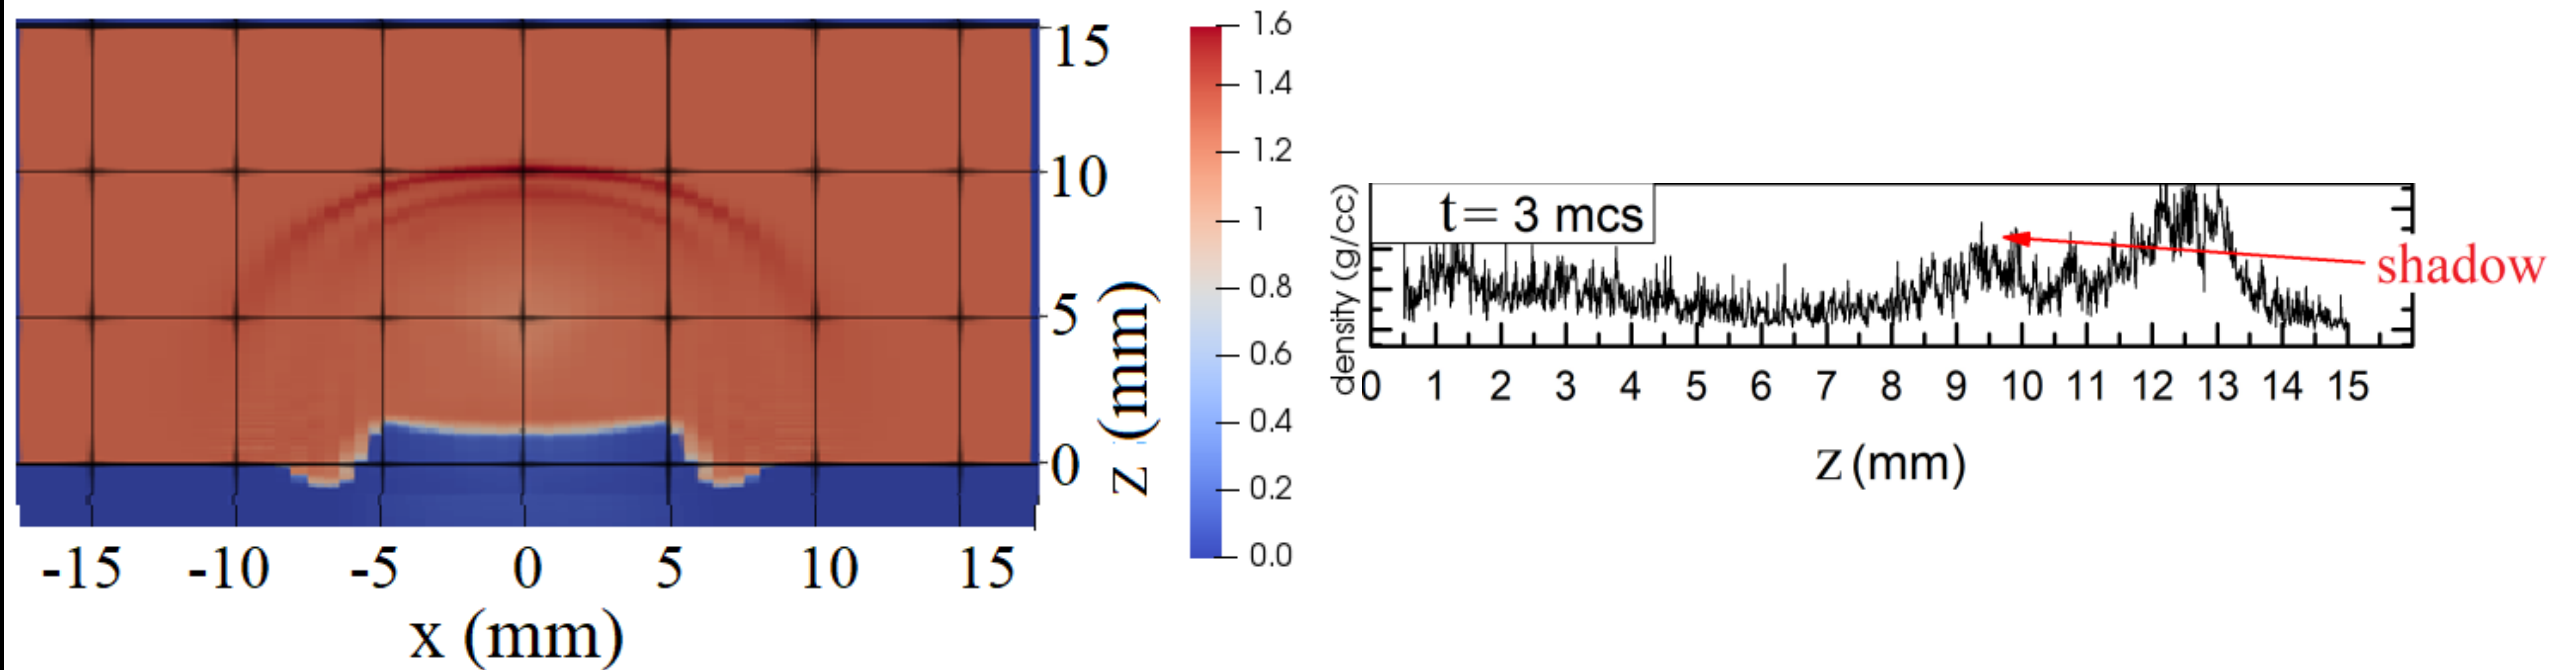 15
10
5
0
z (mm)
-15 -10 -5 0 5 10 15
x (mm)
1.6
1.4
1.2
1
0.8
0.6
0.4
0.2
0.0
t= 3 mcs
shadow
density (g/cc)
0 1 2 3 4 5 6 7 8 9 10 11 12 13 14 15
z (mm)